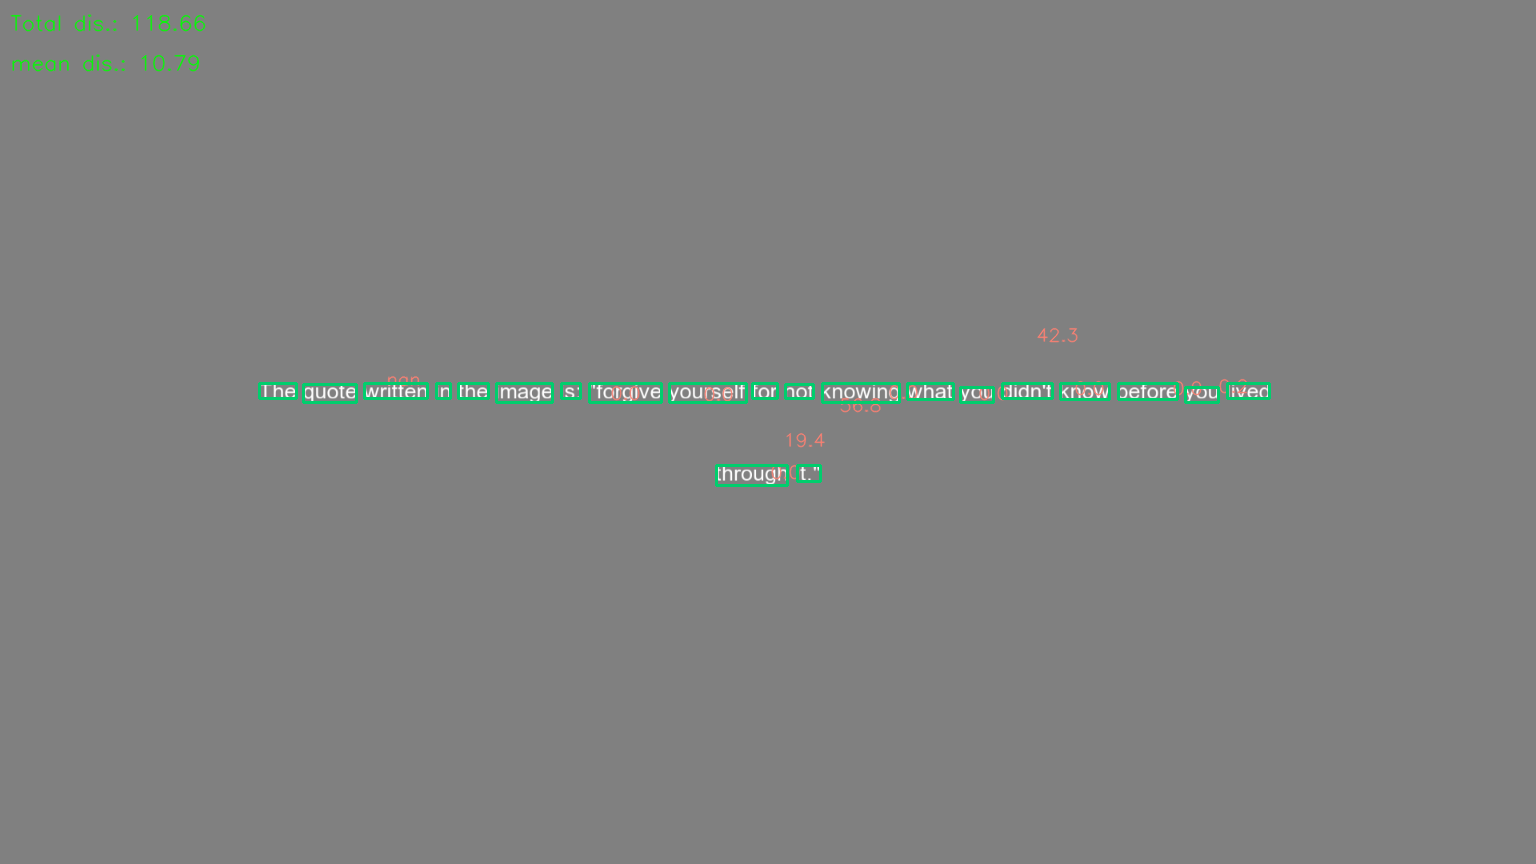 Total dis.: 118.66
mean dis.: 10.79
42.3
The quote written in the image is: "forgive yourself for not knowing what you didn't know before you lived
56.8
19.4
through it."